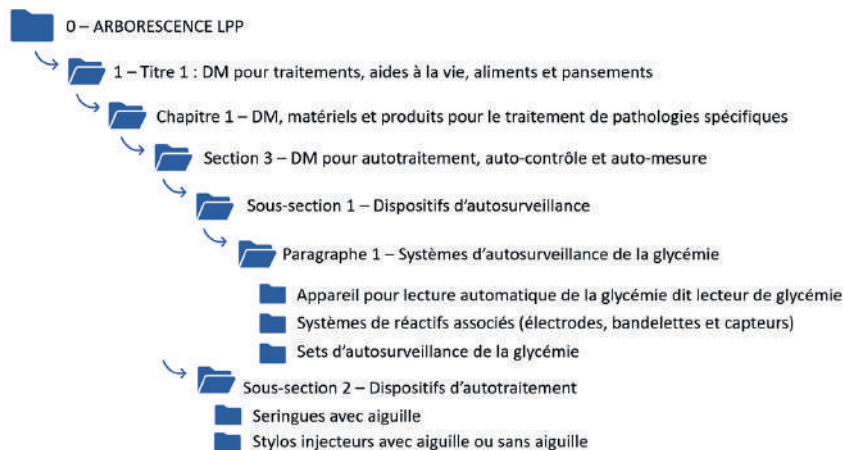 0 – ARBORESCENCE LPP
1 – Titre 1 : DM pour traitements, aides à la vie, aliments et pansements
Chapitre 1 – DM, matériels et produits pour le traitement de pathologies spécifiques
Section 3 – DM pour autotraitement, auto-contrôle et auto-mesure
Sous-section 1 – Dispositifs d'autosurveillance
Paragraphe 1 – Systèmes d'autosurveillance de la glycémie
Appareil pour lecture automatique de la glycémie dit lecteur de glycémie
Systèmes de réactifs associés (électrodes, bandelettes et capteurs)
Sets d'autosurveillance de la glycémie
Sous-section 2 – Dispositifs d'autotraitement
Seringues avec aiguille
Stylos injecteurs avec aiguille ou sans aiguille